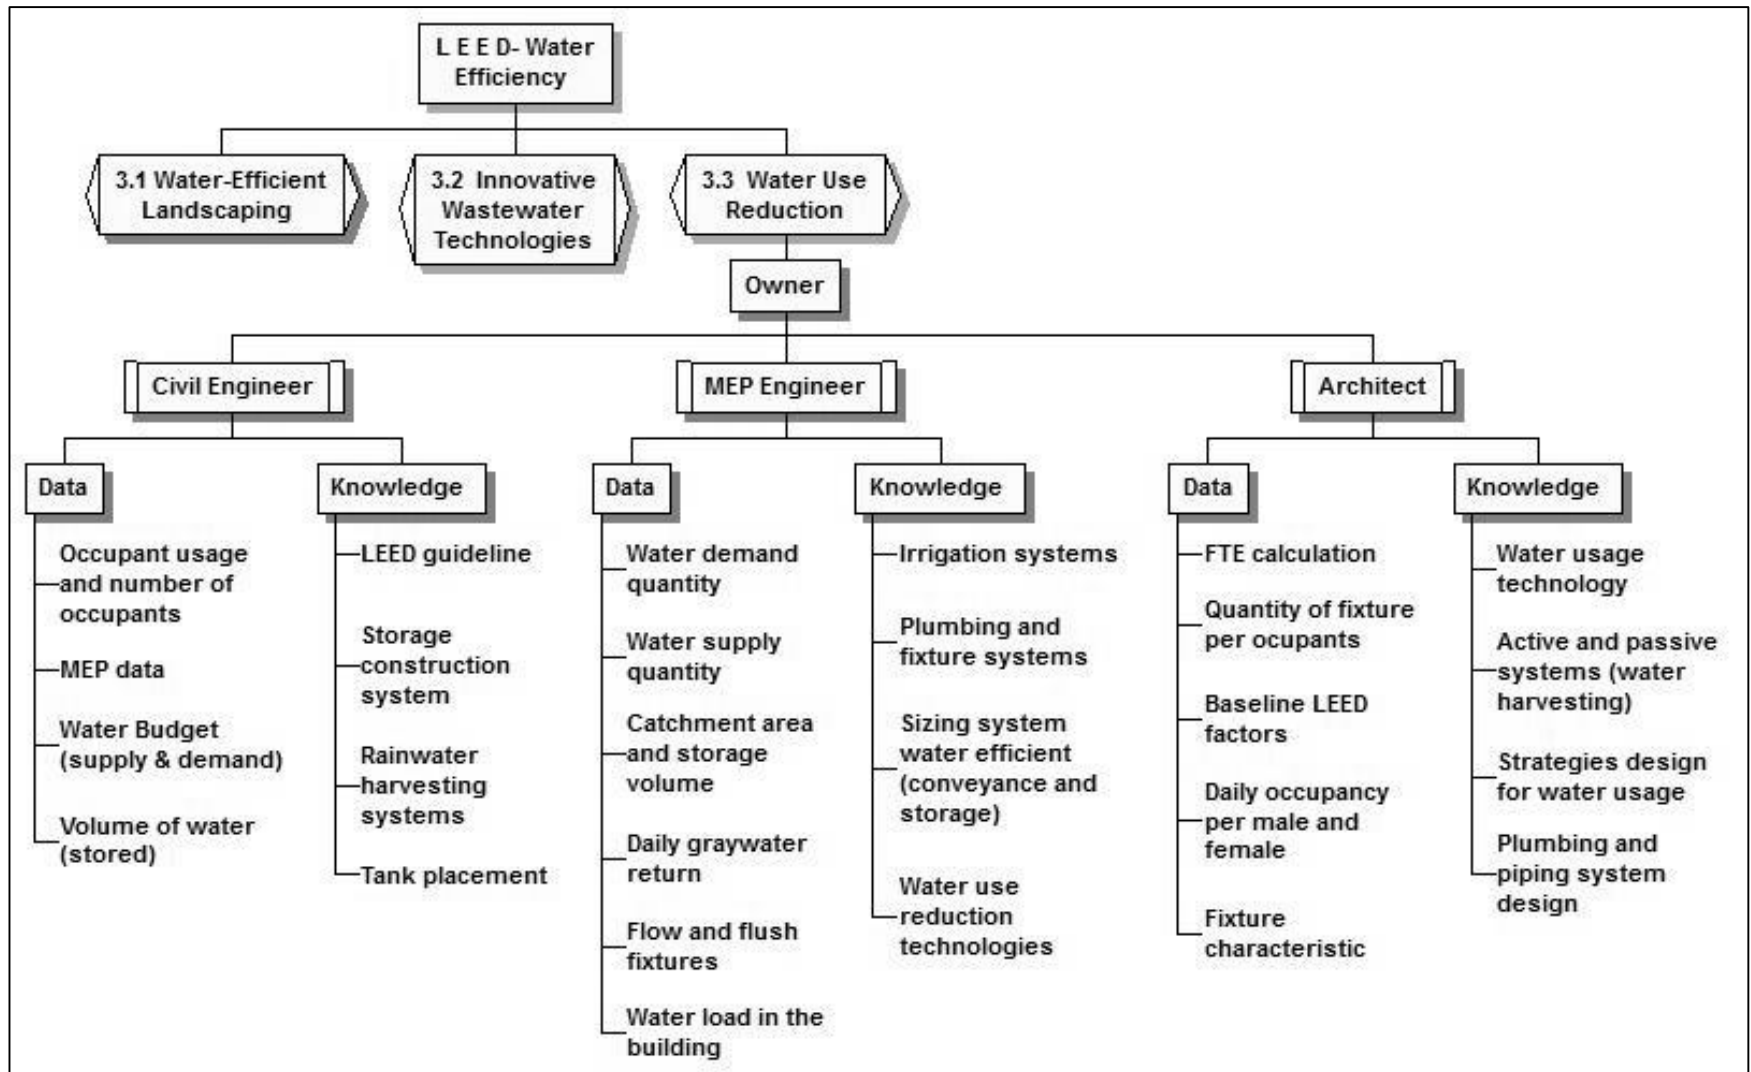 L E E D- Water
Efficiency
3.1 Water-Efficient
Landscaping
3.2 Innovative
Wastewater
Technologies
3.3 Water Use
Reduction
Owner
Civil Engineer
MEP Engineer
Architect
Data
Knowledge
Data
Knowledge
Data
Knowledge
Occupant usage
and number of
occupants
MEP data
Water Budget
(supply & demand)
Volume of water
(stored)
LEED guideline
Storage
construction
system
Rainwater
harvesting
systems
Tank placement
Water demand
quantity
Water supply
quantity
Catchment area
and storage
volume
Daily graywater
return
Flow and flush
fixtures
Water load in the
building
Irrigation systems
Plumbing and
fixture systems
Sizing system
water efficient
(conveyance and
storage)
Water use
reduction
technologies
FTE calculation
Quantity of fixture
per ocupants
Baseline LEED
factors
Daily occupancy
per male and
female
Fixture
characteristic
Water usage
technology
Active and passive
systems (water
harvesting)
Strategies design
for water usage
Plumbing and
piping system
design